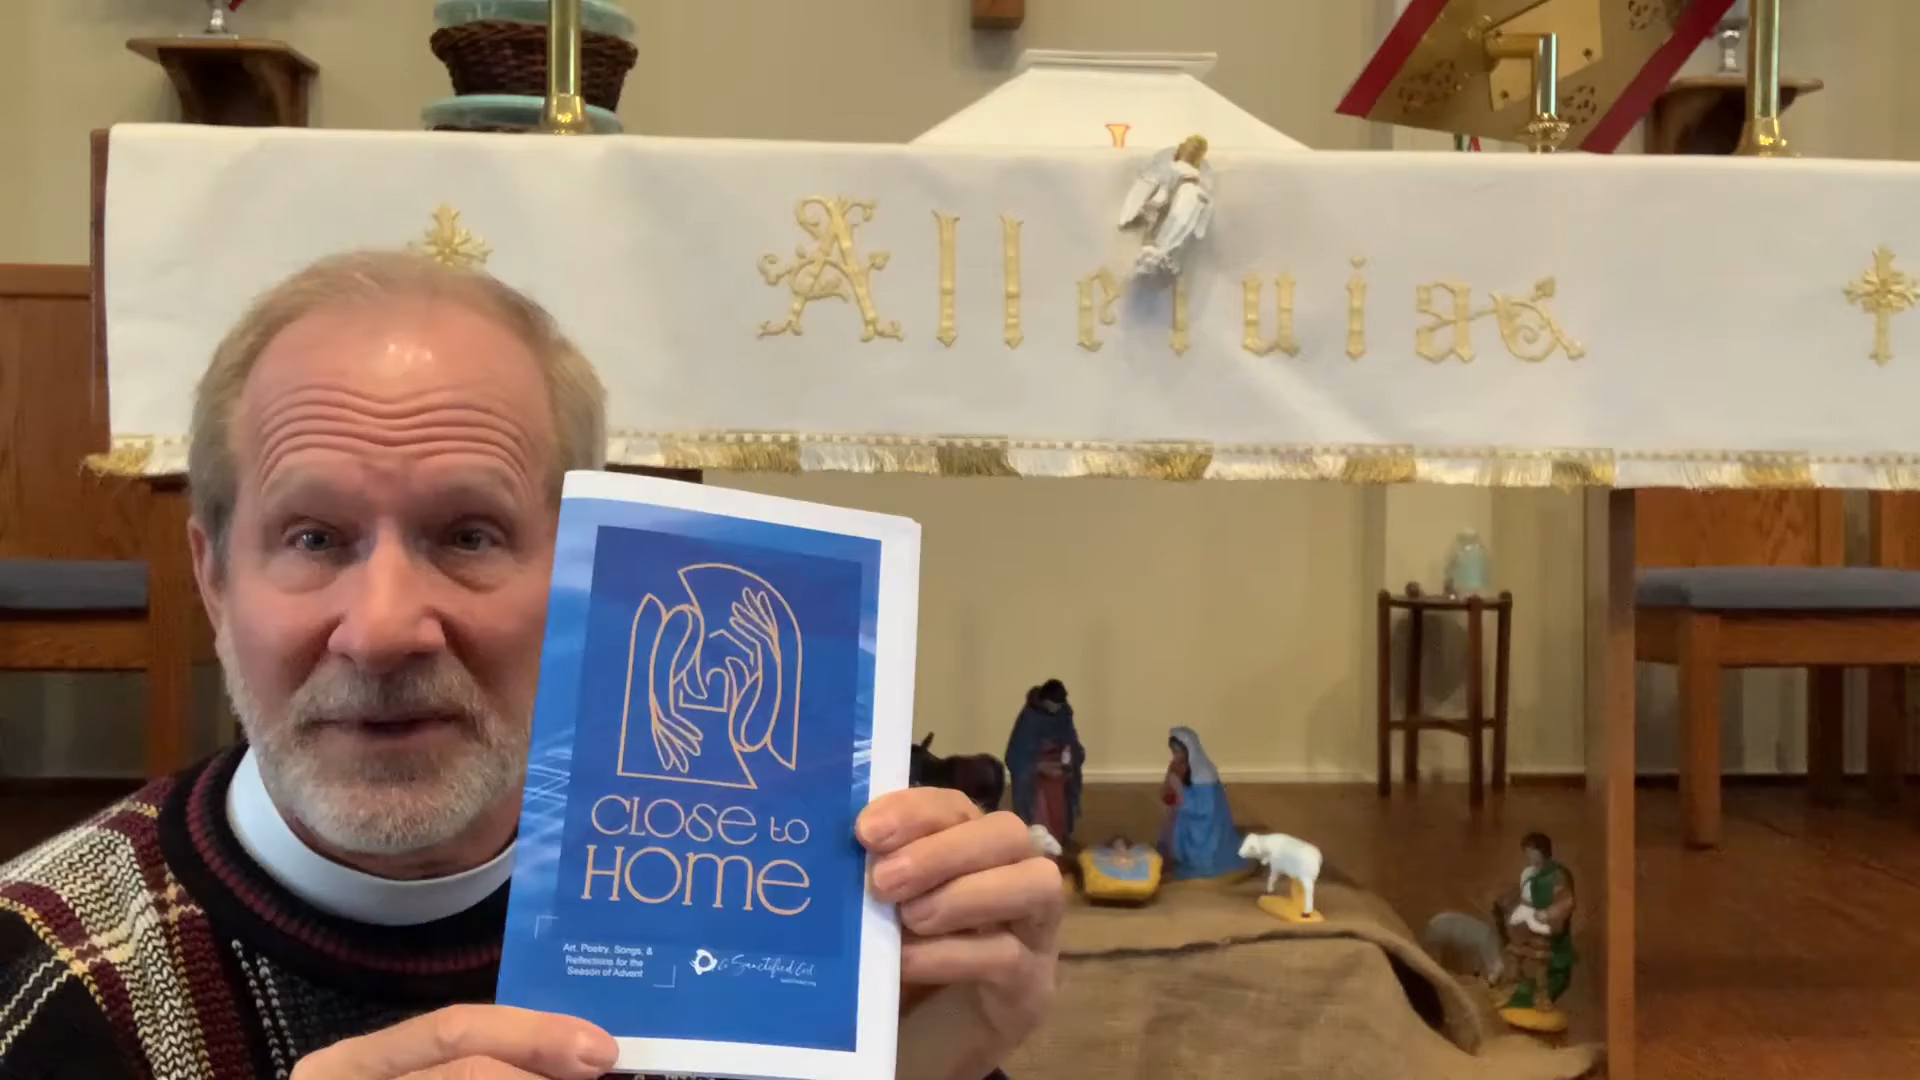 Alleluia
CLOSE to
HOME
Art, Poetry, Songs, &
Reflections for the
Season of Advent
A Sanctified Art